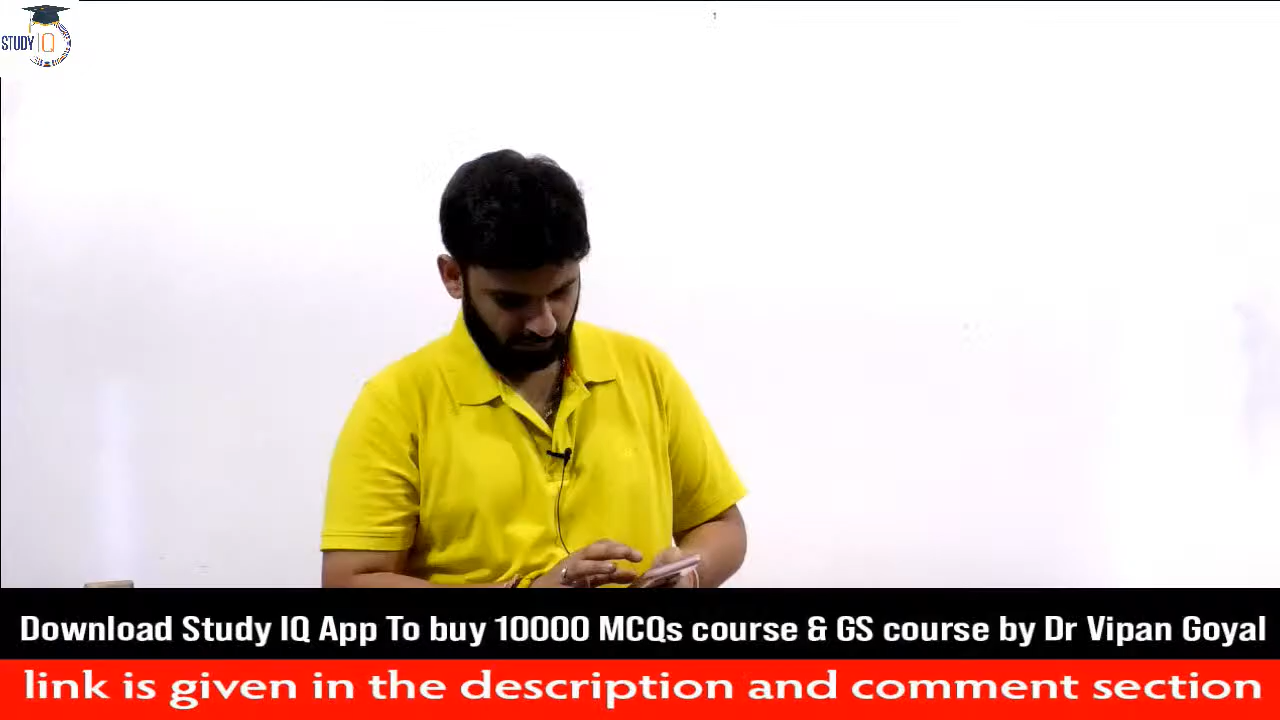 STUDY IQ
Download Study IQ App To buy 10000 MCQs course & GS course by Dr Vipan Goyal
link is given in the description and comment section